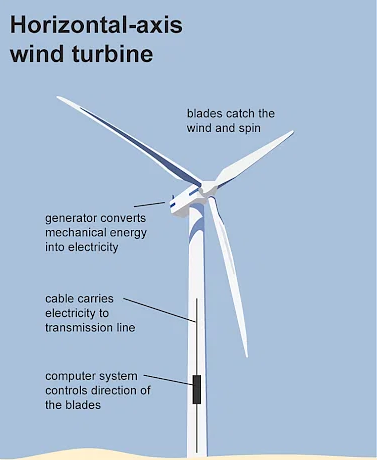 Horizontal-axis
wind turbine
blades catch the
wind and spin
generator converts
mechanical energy
into electricity
cable carries
electricity to
transmission line
computer system
controls direction of
the blades